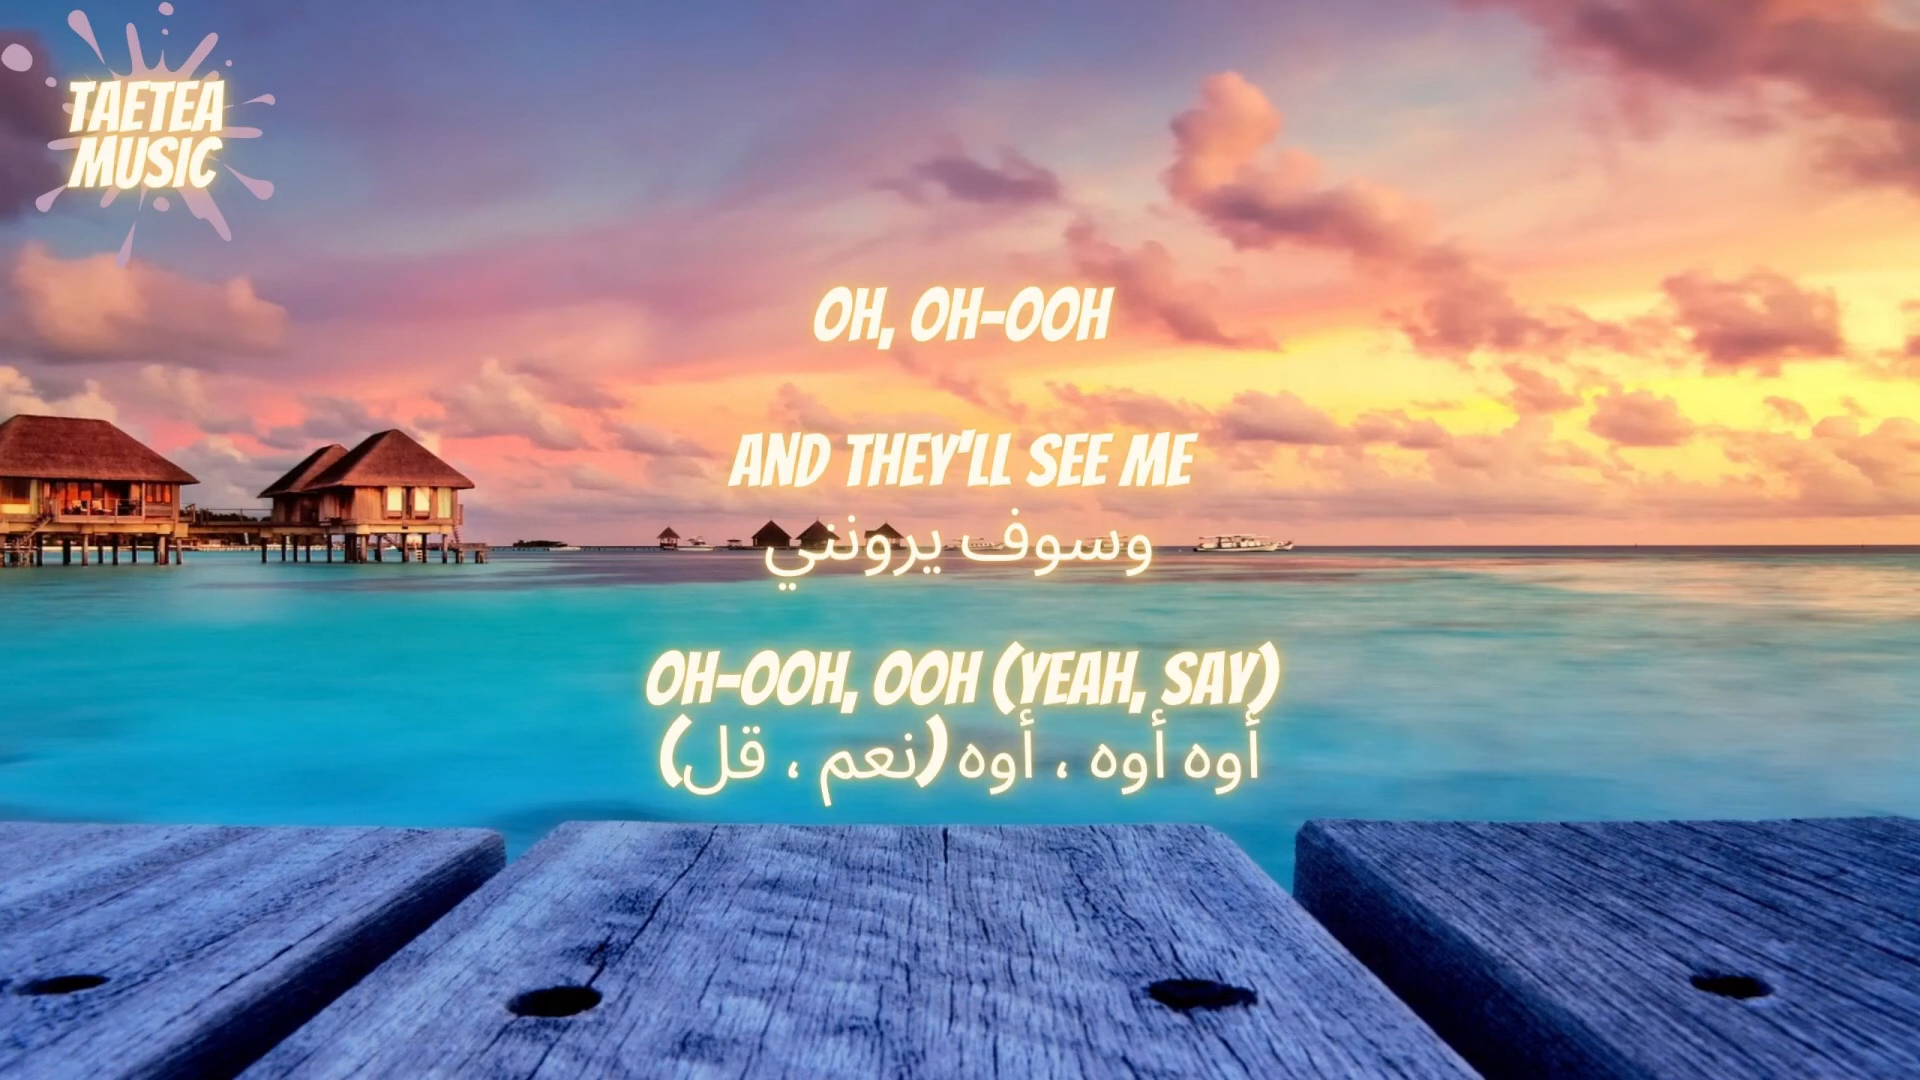 TAETEA
MUSIC
OH, OH-OOH
AND THEY'LL SEE ME
وسوف يرونني
OH-OOH, OOH (YEAH, SAY)
أوه أوه ، أوه (نعم ، قل)